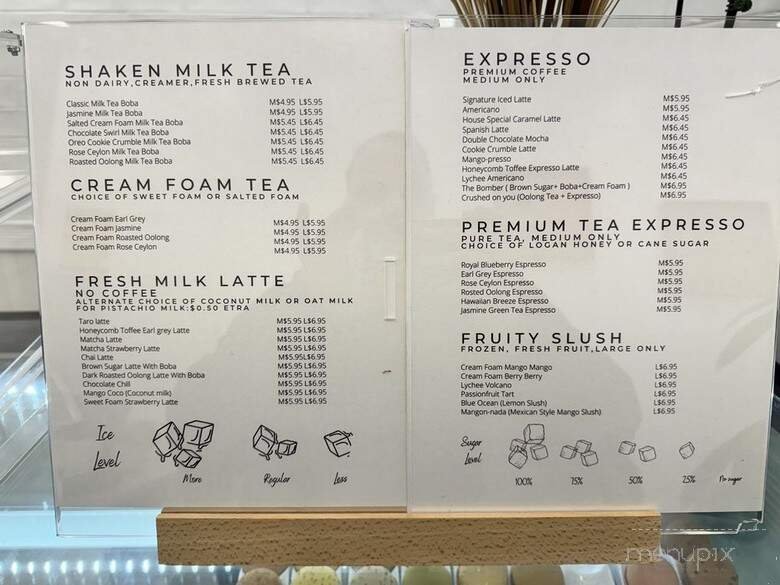 SHAKEN MILK TEA
NON DAIRY,CREAMER,FRESH BREWED TEA
Classic Milk Tea Boba M$4.95 L$5.95
Jasmine Milk Tea Boba M$4.95 L$5.95
Salted Cream Foam Milk Tea Boba M$5.45 L$6.45
Chocolate Swirl Milk Tea Boba M$5.45 L$6.45
Oreo Cookie Crumble Milk Tea Boba M$5.45 L$6.45
Rose Ceylon Milk Tea Boba M$5.45 L$6.45
Roasted Oolong Milk Tea Boba M$5.45 L$6.45
CREAM FOAM TEA
CHOICE OF SWEET FOAM OR SALTED FOAM
Cream Foam Earl Grey M$4.95 L$5.95
Cream Foam Jasmine M$4.95 L$5.95
Cream Foam Roasted Oolong M$4.95 L$5.95
Cream Foam Rose Ceylon M$4.95 L$5.95
FRESH MILK LATTE
NO COFFEE
ALTERNATE CHOICE OF COCONUT MILK OR OAT MILK
FOR PISTACHIO MILK:$0.50 ETRA
Taro latte M$5.95 L$6.95
Honeycomb Toffee Earl grey Latte M$5.95 L$6.95
Matcha Latte M$5.95 L$6.95
Matcha Strawberry Latte M$5.95 L$6.95
Chai Latte M$5.95L$6.95
Brown Sugar Latte With Boba M$5.95 L$6.95
Dark Roasted Oolong Latte With Boba M$5.95 L$6.95
Chocolate Chill M$5.95 L$6.95
Mango Coco (Coconut milk) M$5.95 L$6.95
Sweet Foam Strawberry Latte M$5.95 L$6.95
Ice
Level
More Regular Less
EXPRESSO
PREMIUM COFFEE
MEDIUM ONLY
Signature Iced Latte M$5.95
Americano M$5.95
House Special Caramel Latte M$6.45
Spanish Latte M$6.45
Double Chocolate Mocha M$6.45
Cookie Crumble Latte M$6.45
Mango-presso M$6.45
Honeycomb Toffee Expresso Latte M$6.45
Lychee Americano M$6.45
The Bomber ( Brown Sugar+ Boba+Cream Foam ) M$6.95
Crushed on you (Oolong Tea + Expresso) M$6.95
PREMIUM TEA EXPRESSO
PURE TEA, MEDIUM ONLY
CHOICE OF LOGAN HONEY OR CANE SUGAR
Royal Blueberry Espresso M$5.95
Earl Grey Espresso M$5.95
Rose Ceylon Espresso M$5.95
Rosted Oolong Espresso M$5.95
Hawaiian Breeze Espresso M$5.95
Jasmine Green Tea Espresso M$5.95
FRUITY SLUSH
FROZEN, FRESH FRUIT,LARGE ONLY
Cream Foam Mango Mango L$6.95
Cream Foam Berry Berry L$6.95
Lychee Volcano L$6.95
Passionfruit Tart L$6.95
Blue Ocean (Lemon Slush) L$6.95
Mangon-nada (Mexican Style Mango Slush) L$6.95
Sugar
Level
100% 75% 50% 25% No sugar
menupix